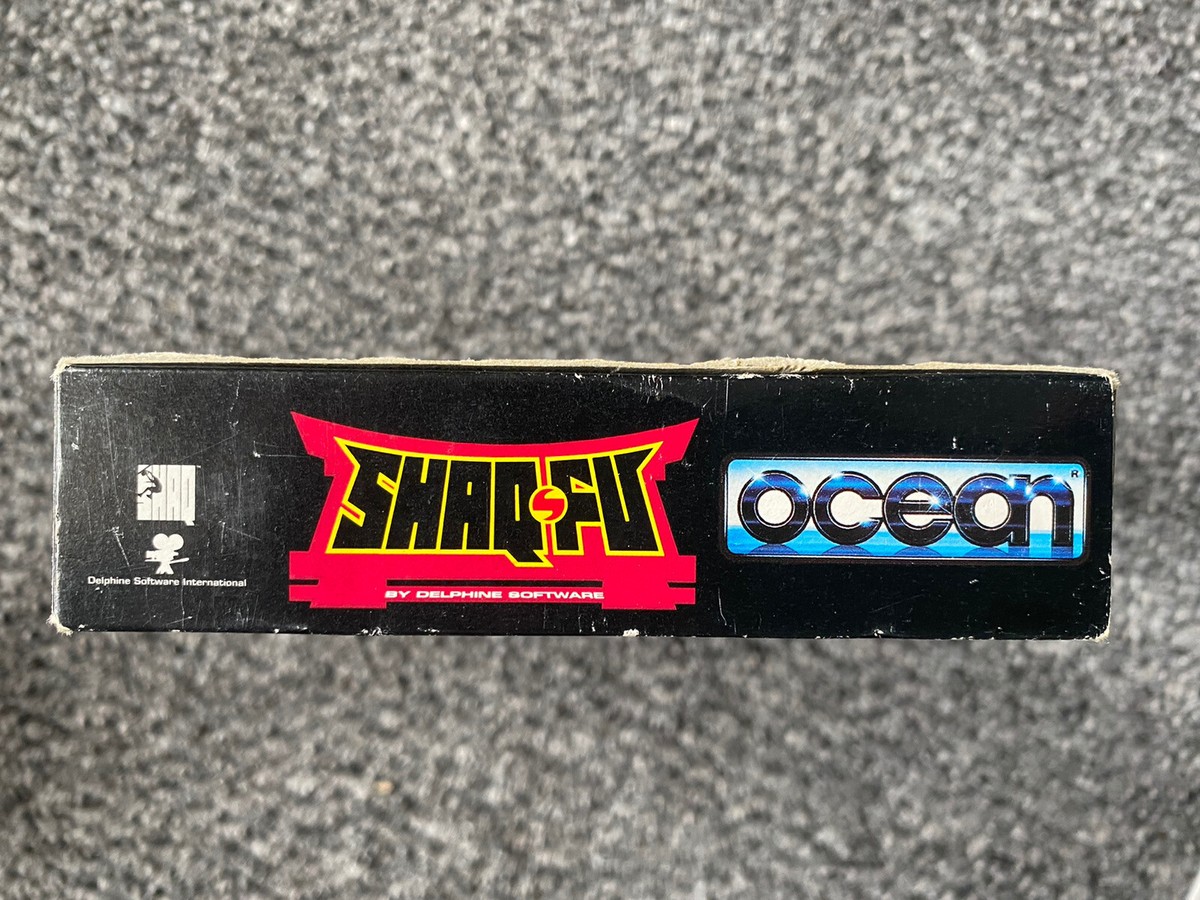 SHAQ
Delphine Software International
SHAQ-FU
BY DELPHINE SOFTWARE
ocean®